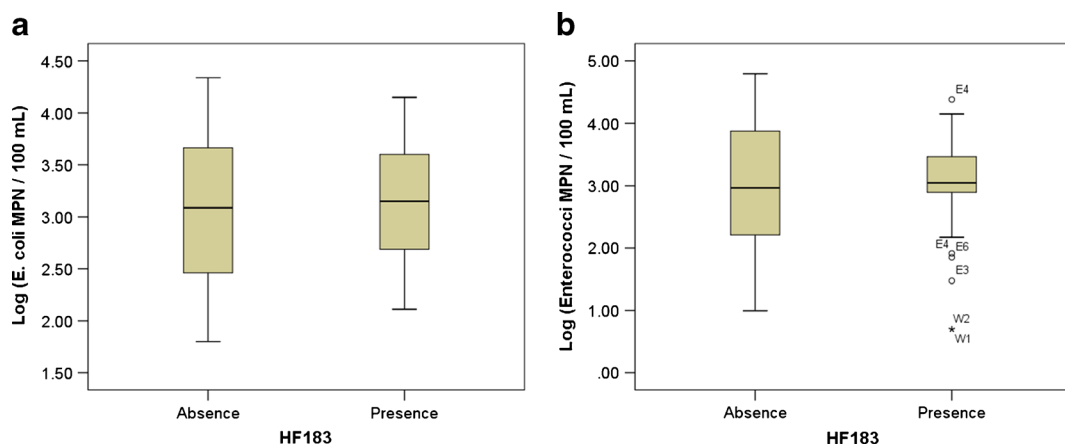 a
Log (E. coli MPN / 100 mL)
4.50
4.00
3.50
3.00
2.50
2.00
1.50
Absence
Presence
HF183
b
Log (Enterococci MPN / 100 mL)
5.00
4.00
3.00
2.00
1.00
.00
E4
E4
E6
E3
W2
W1
Absence
Presence
HF183